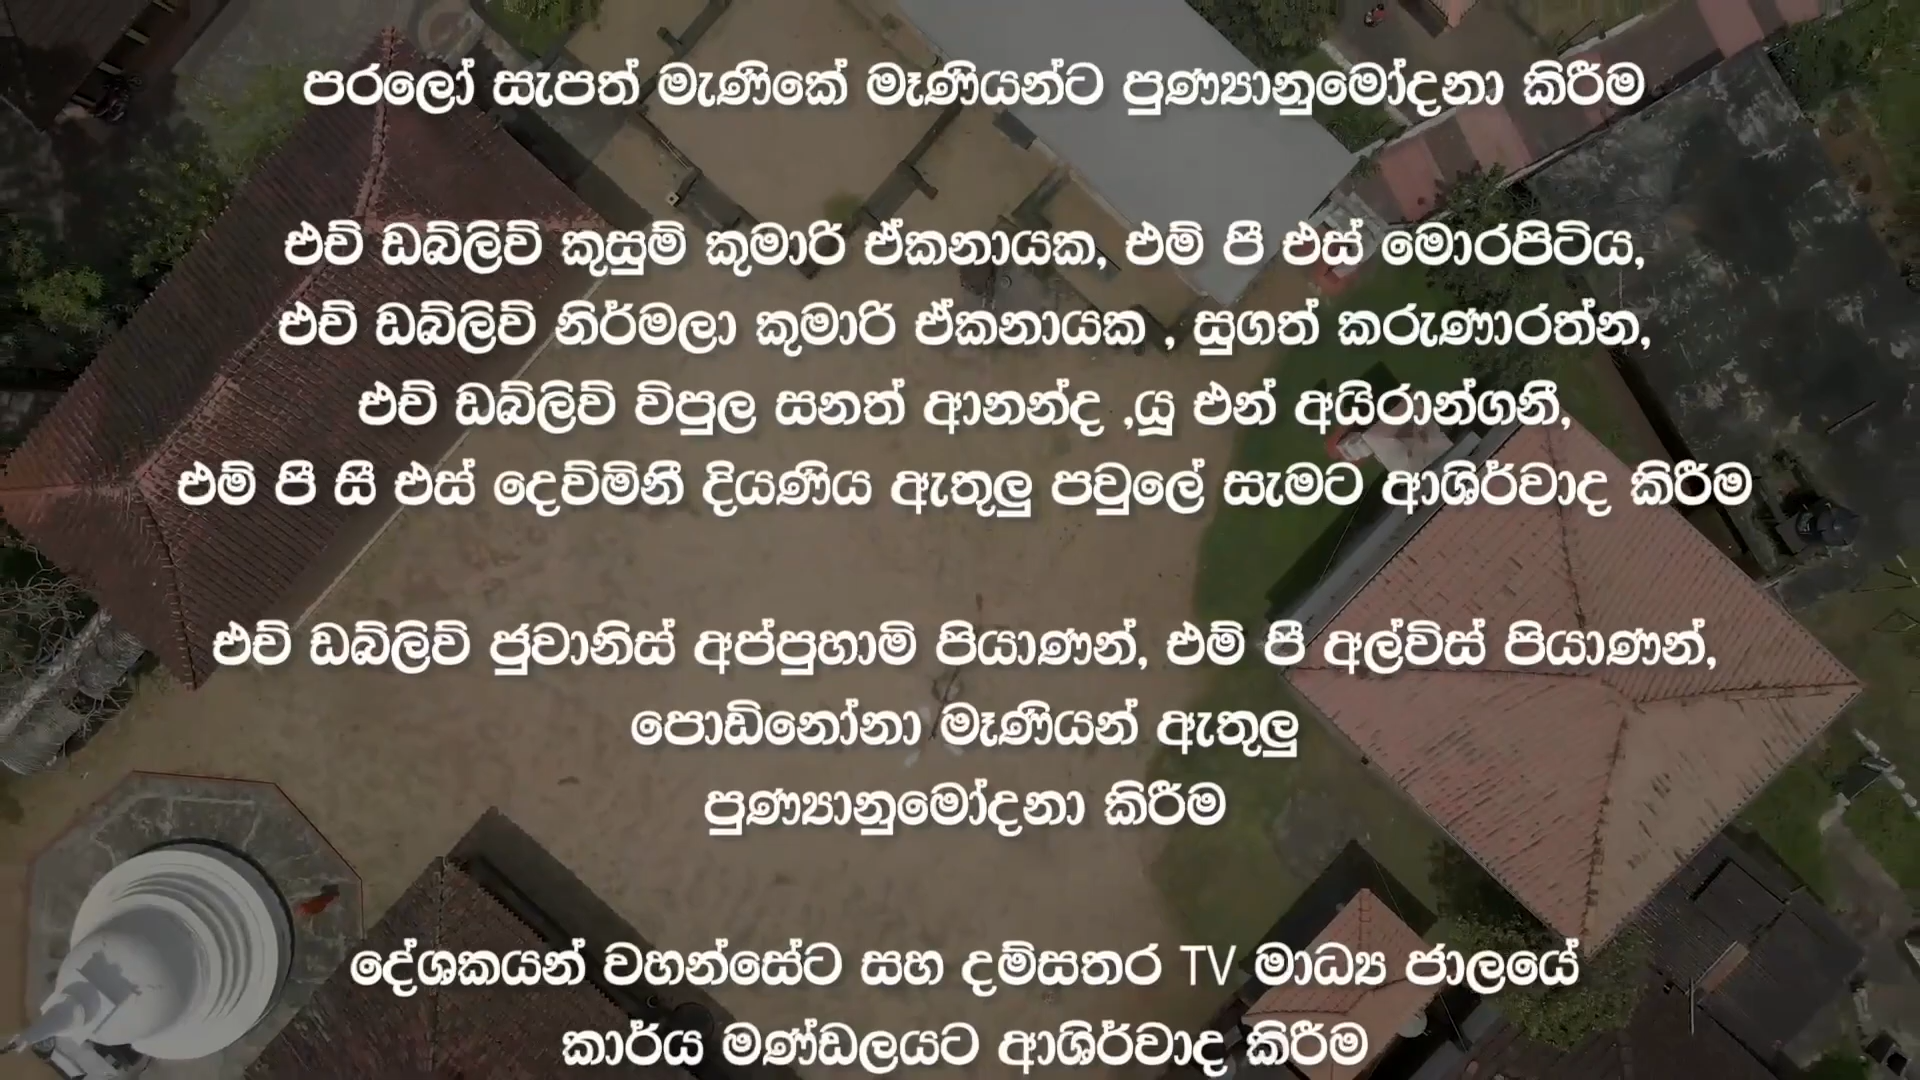 පරලෝ සැපත් මැණිකේ මෑණියන්ට පුණ්‍යානුමෝදනා කිරීම
එච් ඩබ්ලිව් කුසුම් කුමාරි ඒකනායක, එම් පී එස් මොරපිටිය,
එච් ඩබ්ලිව් නිර්මලා කුමාරි ඒකනායක , සුගත් කරුණාරත්න,
එච් ඩබ්ලිව් විපුල සනත් ආනන්ද ,යූ එන් අයිරාන්ගනී,
එම් පී සී එස් දෙව්මිනී දියණිය ඇතුලු පවුලේ සැමට ආශිර්වාද කිරීම
එච් ඩබ්ලිව් ජුවානිස් අප්පුහාමි පියාණන්, එම් පී අල්විස් පියාණන්,
පොඩිනෝනා මෑණියන් ඇතුලු
පුණ්‍යානුමෝදනා කිරීම
දේශකයන් වහන්සේට සහ දම්සතර TV මාධ්‍ය ජාලයේ
කාර්ය මණ්ඩලයට ආශිර්වාද කිරීම